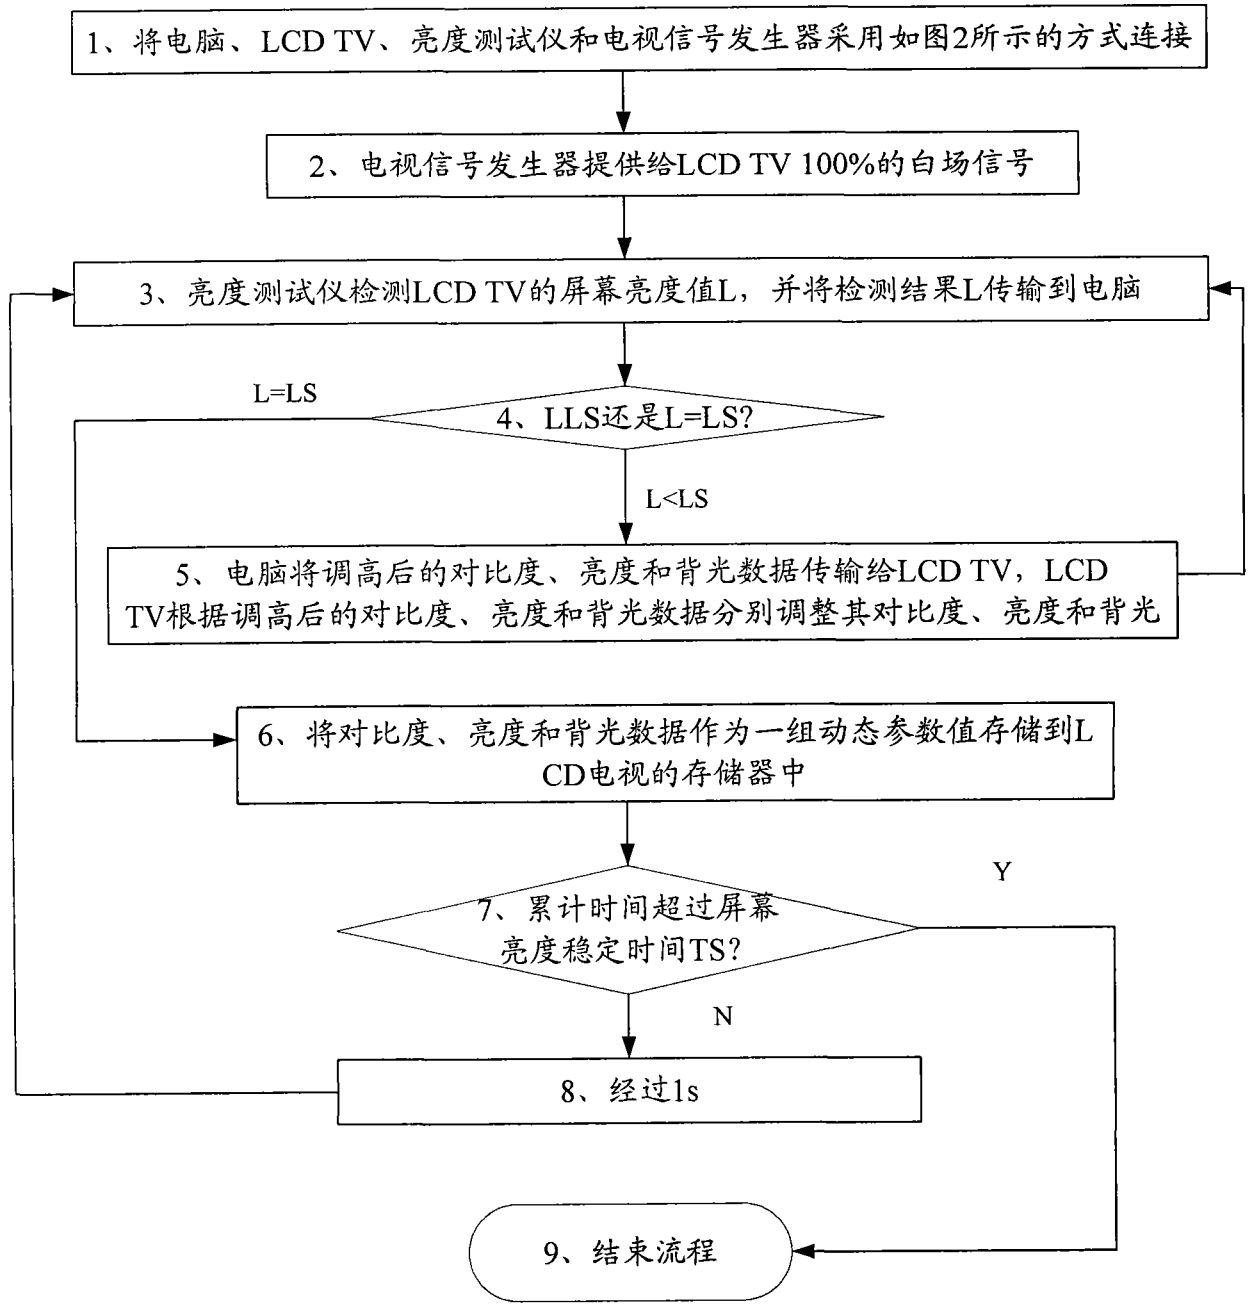 1、将电脑、LCD TV、亮度测试仪和电视信号发生器采用如图2所示的方式连接
2、电视信号发生器提供给LCD TV 100%的白场信号
3、亮度测试仪检测LCD TV的屏幕亮度值L，并将检测结果L传输到电脑
L=LS
4、LLS还是L=LS?
L<LS
5、电脑将调高后的对比度、亮度和背光数据传输给LCD TV，LCD
TV根据调高后的对比度、亮度和背光数据分别调整其对比度、亮度和背光
6、将对比度、亮度和背光数据作为一组动态参数值存储到L
CD电视的存储器中
Y
7、累计时间超过屏幕
亮度稳定时间TS?
N
8、经过1s
9、结束流程